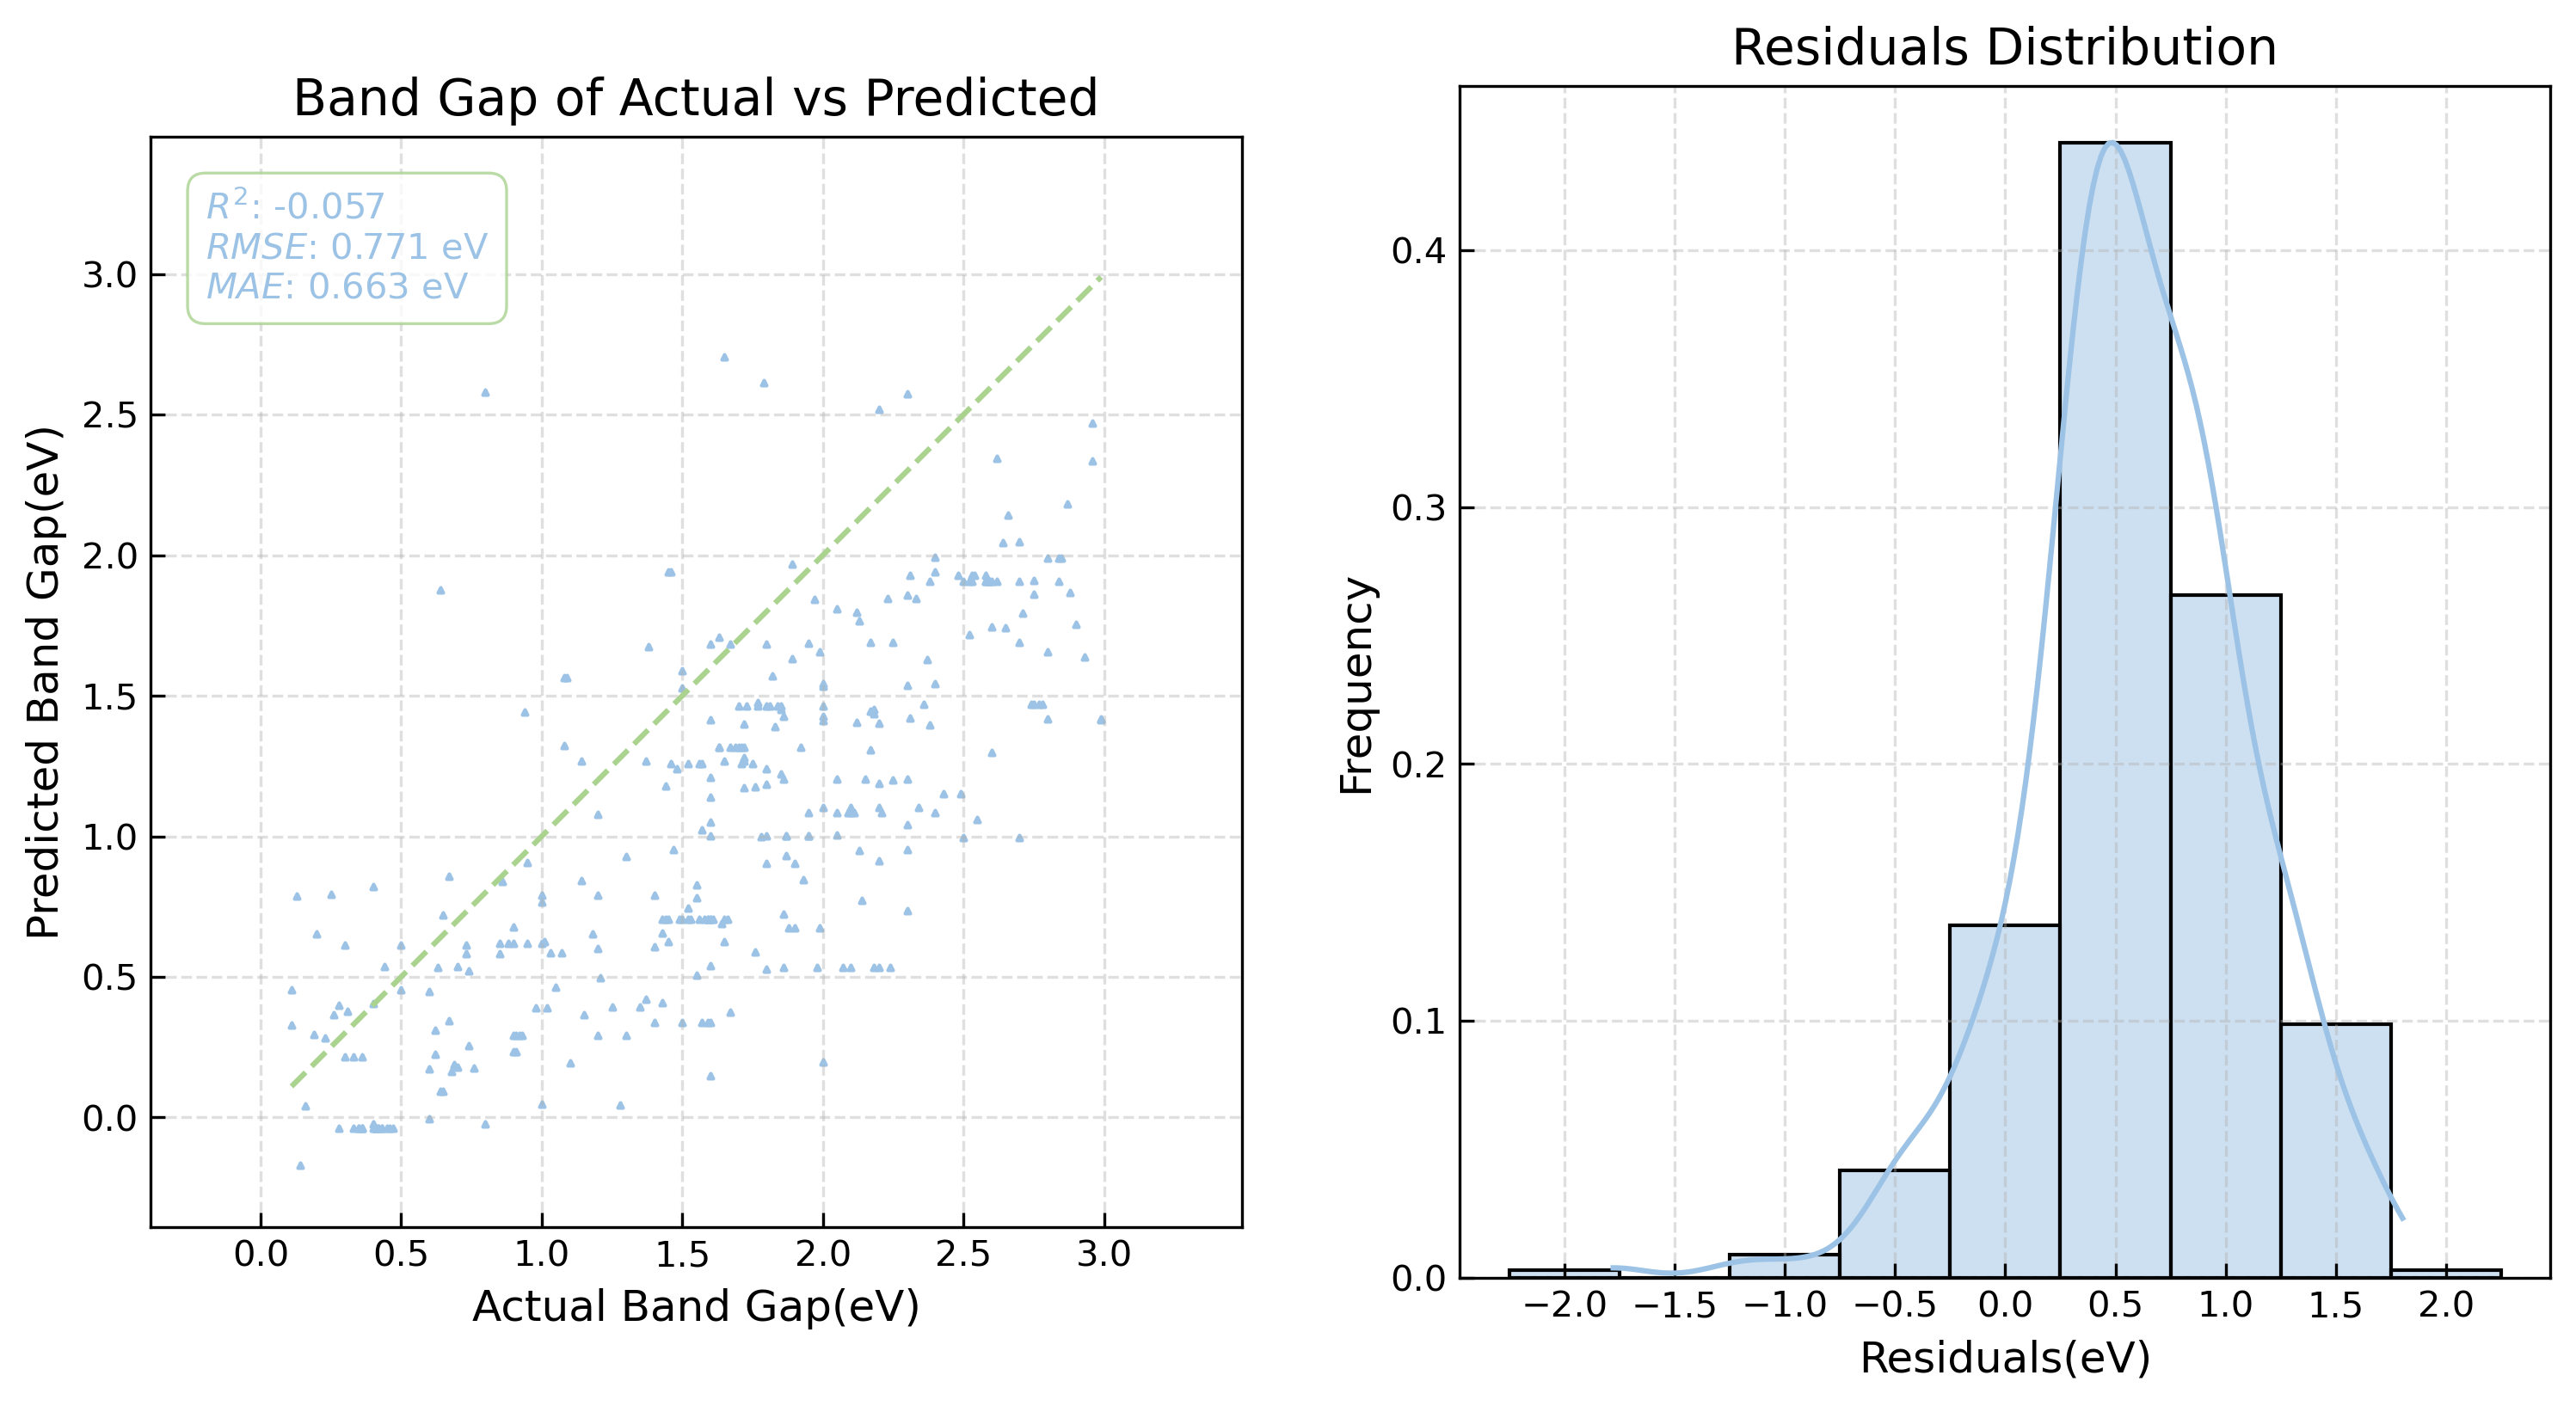 Band Gap of Actual vs Predicted
R²: -0.057
RMSE: 0.771 eV
MAE: 0.663 eV
Predicted Band Gap(eV)
3.0
2.5
2.0
1.5
1.0
0.5
0.0
0.0 0.5 1.0 1.5 2.0 2.5 3.0
Actual Band Gap(eV)
Residuals Distribution
Frequency
0.4
0.3
0.2
0.1
0.0
−2.0 −1.5 −1.0 −0.5 0.0 0.5 1.0 1.5 2.0
Residuals(eV)